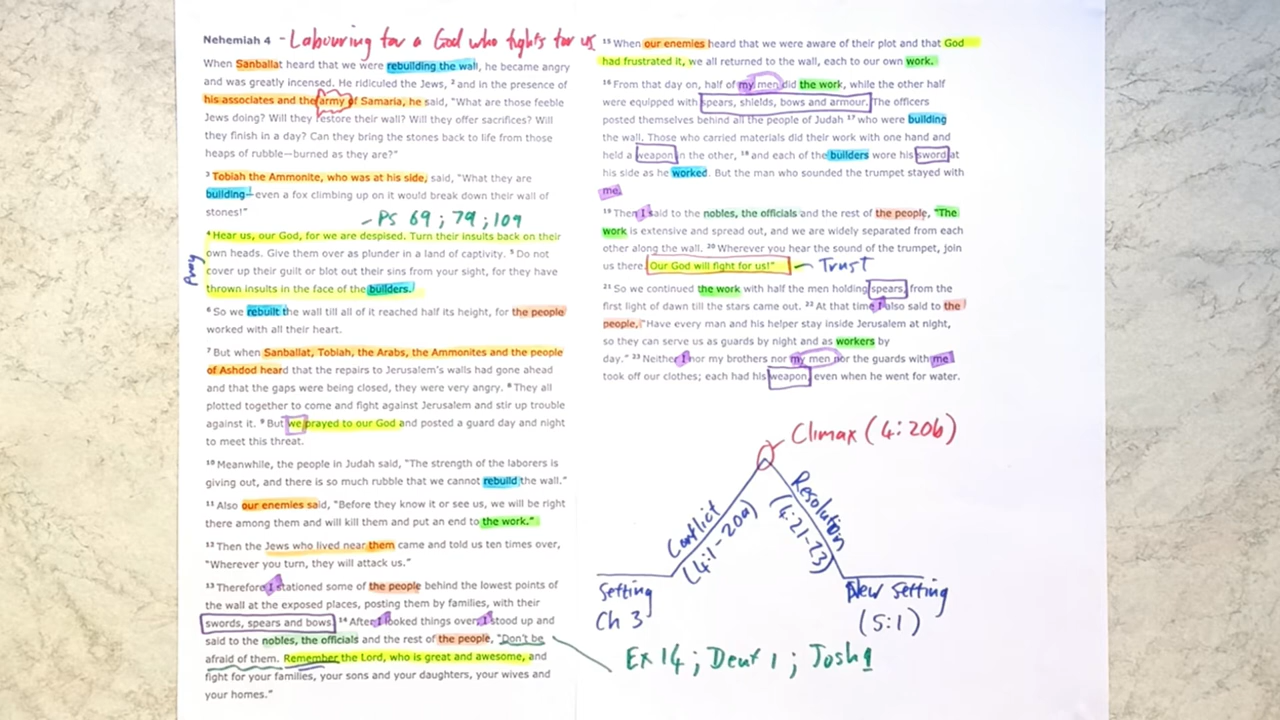 Nehemiah 4 - Labouring for a God who fights for us
When Sanballat heard that we were rebuilding the wall, he became angry
and was greatly incensed. He ridiculed the Jews, ² and in the presence of
his associates and the army of Samaria, he said, "What are those feeble
Jews doing? Will they restore their wall? Will they offer sacrifices? Will
they finish in a day? Can they bring the stones back to life from those
heaps of rubble—burned as they are?"
³ Tobiah the Ammonite, who was at his side, said, "What they are
building—even a fox climbing up on it would break down their wall of
stones!"
- PS 69 ; 79 ; 109
Pray
⁴ Hear us, our God, for we are despised. Turn their insults back on their
own heads. Give them over as plunder in a land of captivity. ⁵ Do not
cover up their guilt or blot out their sins from your sight, for they have
thrown insults in the face of the builders.
⁶ So we rebuilt the wall till all of it reached half its height, for the people
worked with all their heart.
⁷ But when Sanballat, Tobiah, the Arabs, the Ammonites and the people
of Ashdod heard that the repairs to Jerusalem's walls had gone ahead
and that the gaps were being closed, they were very angry. ⁸ They all
plotted together to come and fight against Jerusalem and stir up trouble
against it. ⁹ But we prayed to our God and posted a guard day and night
to meet this threat.
¹⁰ Meanwhile, the people in Judah said, "The strength of the laborers is
giving out, and there is so much rubble that we cannot rebuild the wall."
¹¹ Also our enemies said, "Before they know it or see us, we will be right
there among them and will kill them and put an end to the work."
¹² Then the Jews who lived near them came and told us ten times over,
"Wherever you turn, they will attack us."
¹³ Therefore I stationed some of the people behind the lowest points of
the wall at the exposed places, posting them by families, with their
swords, spears and bows. ¹⁴ After I looked things over, I stood up and
said to the nobles, the officials and the rest of the people, "Don't be
afraid of them. Remember the Lord, who is great and awesome, and
fight for your families, your sons and your daughters, your wives and
your homes."
¹⁵ When our enemies heard that we were aware of their plot and that God
had frustrated it, we all returned to the wall, each to our own work.
¹⁶ From that day on, half of my men did the work, while the other half
were equipped with spears, shields, bows and armour. The officers
posted themselves behind all the people of Judah ¹⁷ who were building
the wall. Those who carried materials did their work with one hand and
held a weapon in the other, ¹⁸ and each of the builders wore his sword at
his side as he worked. But the man who sounded the trumpet stayed with
me.
¹⁹ Then I said to the nobles, the officials and the rest of the people, "The
work is extensive and spread out, and we are widely separated from each
other along the wall. ²⁰ Wherever you hear the sound of the trumpet, join
us there. Our God will fight for us!" - Trust
²¹ So we continued the work with half the men holding spears, from the
first light of dawn till the stars came out. ²² At that time I also said to the
people, "Have every man and his helper stay inside Jerusalem at night,
so they can serve us as guards by night and as workers by
day." ²³ Neither I nor my brothers nor my men nor the guards with me
took off our clothes; each had his weapon, even when he went for water.
Climax (4:20b)
Conflict
(4:1-20a)
Resolution
(4:21-23)
Setting
Ch 3
New Setting
(5:1)
Ex 14 ; Deut 1 ; Josh 1